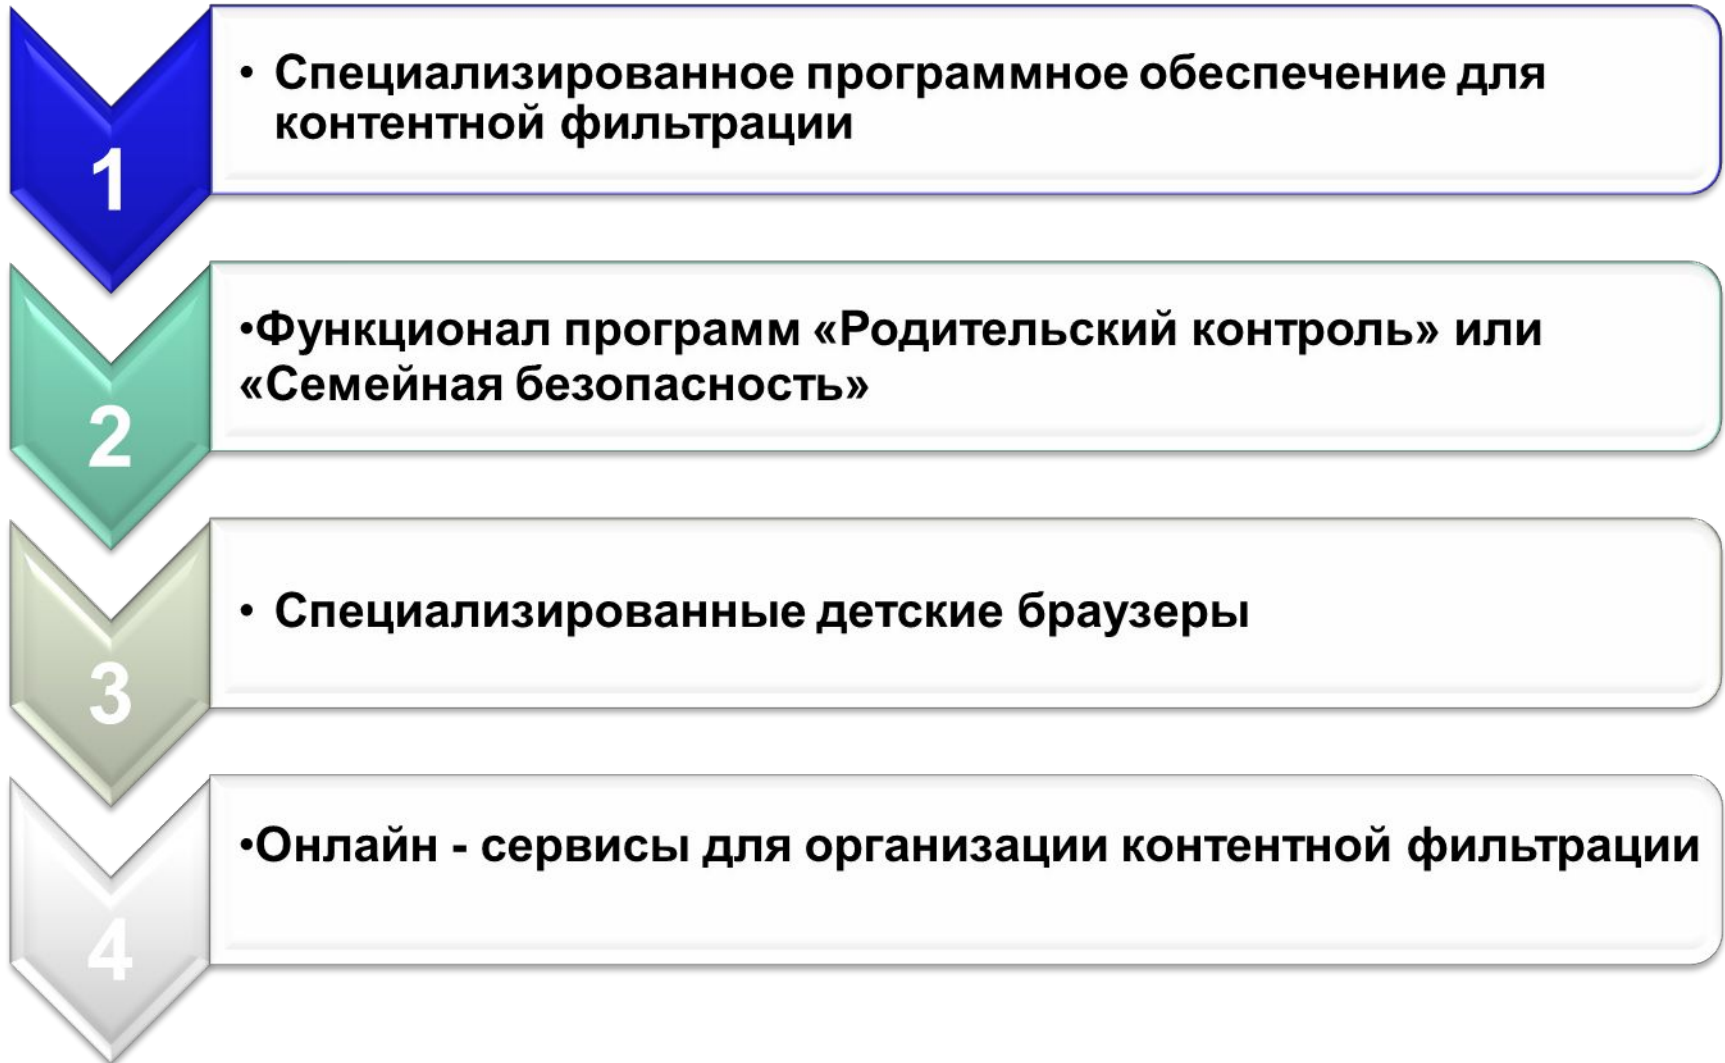 1
• Специализированное программное обеспечение для
контентной фильтрации
2
•Функционал программ «Родительский контроль» или
«Семейная безопасность»
3
• Специализированные детские браузеры
4
•Онлайн - сервисы для организации контентной фильтрации